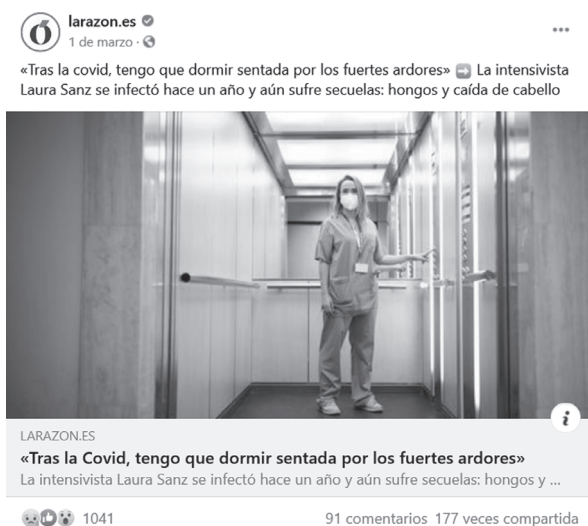 larazon.es
1 de marzo ·
«Tras la covid, tengo que dormir sentada por los fuertes ardores» ➡ La intensivista
Laura Sanz se infectó hace un año y aún sufre secuelas: hongos y caída de cabello
LARAZON.ES
«Tras la Covid, tengo que dormir sentada por los fuertes ardores»
La intensivista Laura Sanz se infectó hace un año y aún sufre secuelas: hongos y ...
1041
91 comentarios 177 veces compartida